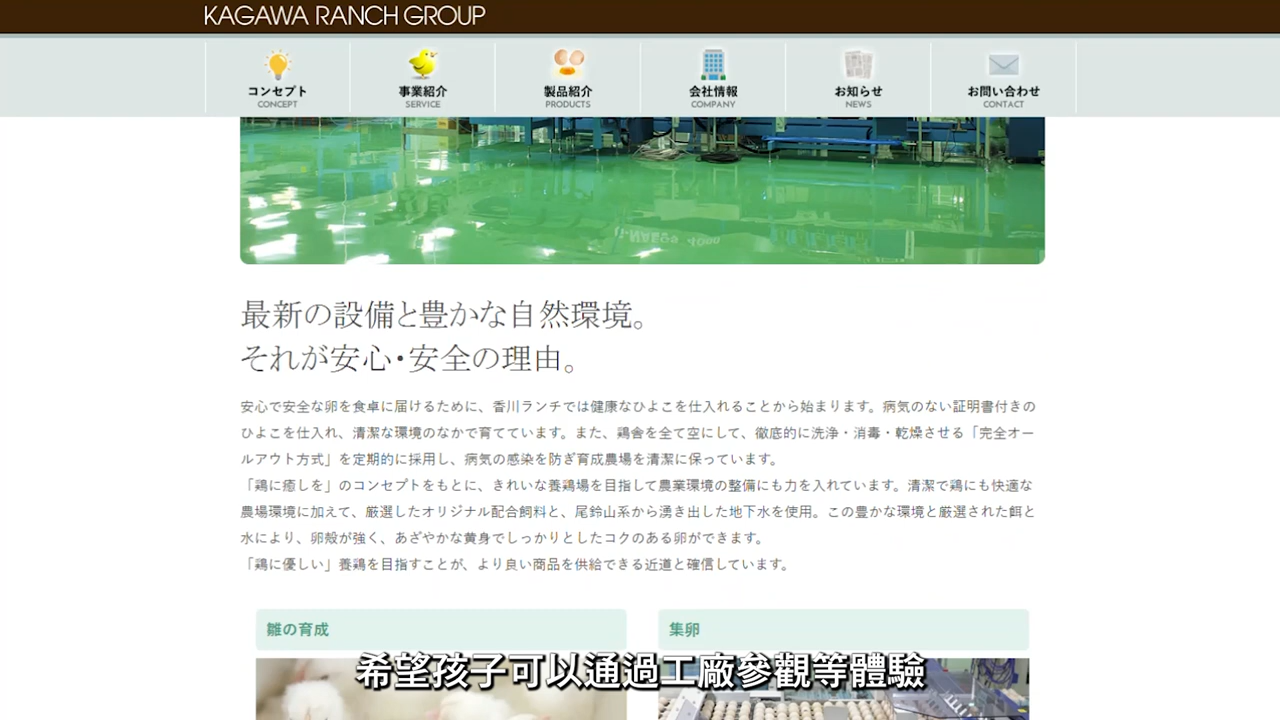 KAGAWA RANCH GROUP
コンセプト
CONCEPT
事業紹介
SERVICE
製品紹介
PRODUCTS
会社情報
COMPANY
お知らせ
NEWS
お問い合わせ
CONTACT
最新の設備と豊かな自然環境。
それが安心・安全の理由。
安心で安全な卵を食卓に届けるために、香川ランチでは健康なひよこを仕入れることから始まります。病気のない証明書付きの
ひよこを仕入れ、清潔な環境のなかで育てています。また、鶏舎を全て空にして、徹底的に洗浄・消毒・乾燥させる「完全オー
ルアウト方式」を定期的に採用し、病気の感染を防ぎ育成農場を清潔に保っています。
「鶏に癒しを」のコンセプトをもとに、きれいな養鶏場を目指して農業環境の整備にも力を入れています。清潔で鶏にも快適な
農場環境に加えて、厳選したオリジナル配合飼料と、尾鈴山系から湧き出した地下水を使用。この豊かな環境と厳選された餌と
水により、卵殻が強く、あざやかな黄身でしっかりとしたコクのある卵ができます。
「鶏に優しい」養鶏を目指すことが、より良い商品を供給できる近道と確信しています。
雛の育成
集卵
希望孩子可以通過工廠參觀等體驗